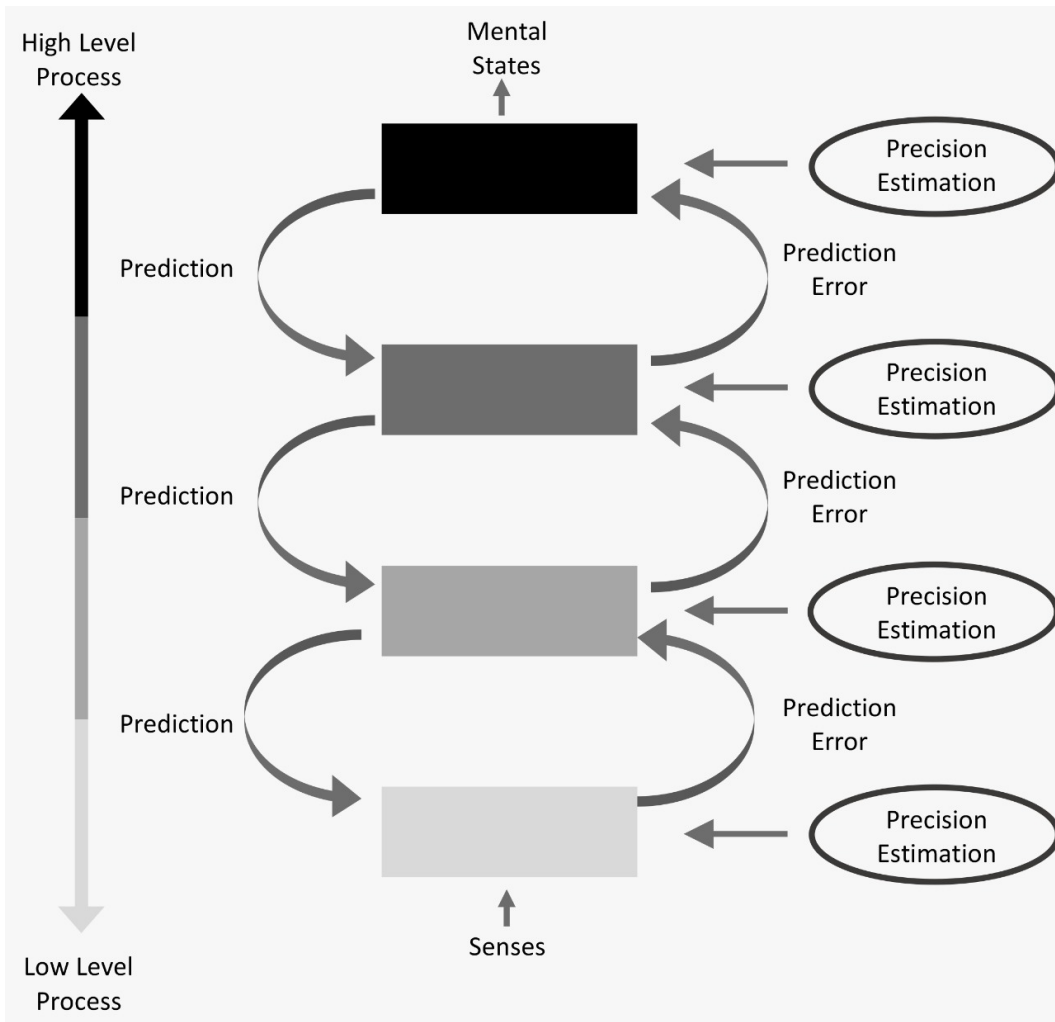 High Level
Process
Mental
States
Precision
Estimation
Prediction
Prediction
Error
Precision
Estimation
Prediction
Prediction
Error
Precision
Estimation
Prediction
Prediction
Error
Precision
Estimation
Senses
Low Level
Process